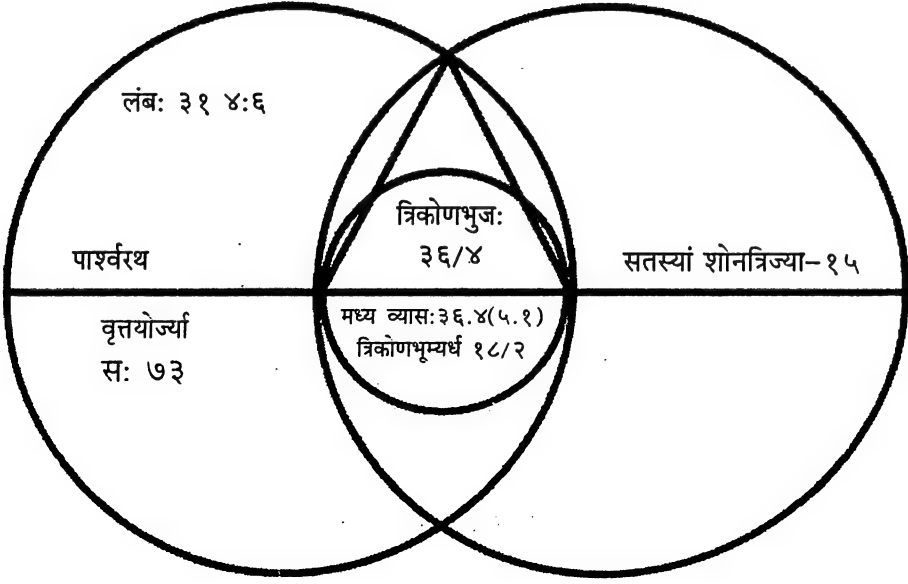 लंब: ३१ ४:६
पार्श्वरथ
वृत्तयोर्ज्या
स: ७३
त्रिकोणभुज:
३६/४
मध्य व्यास:३६.४(५.१)
त्रिकोणभूम्यर्ध १८/२
सतस्यां शोनत्रिज्या-१५